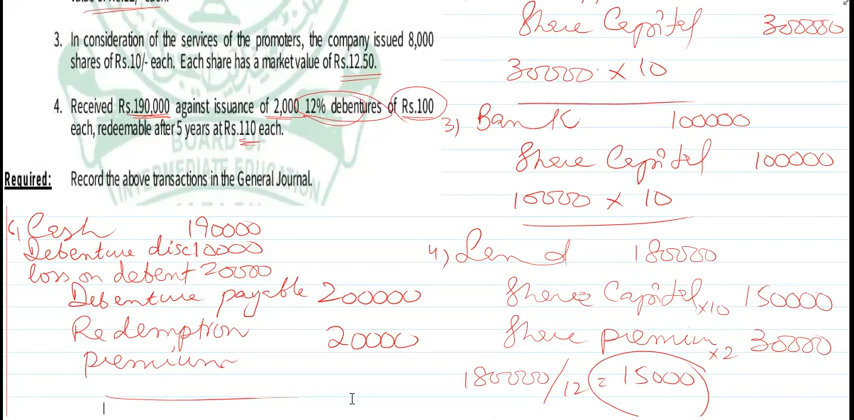 3. In consideration of the services of the promoters, the company issued 8,000
shares of Rs.10/- each. Each share has a market value of Rs.12.50.
4. Received Rs.190,000 against issuance of 2,000 12% debentures of Rs.100
each, redeemable after 5 years at Rs.110 each.
BOARD OF
INTERMEDIATE EDUCATION
Required: Record the above transactions in the General Journal.
Cash 190000
Debenture disc 10000
loss on debent 20000
Debenture payable 200000
Redemption 20000
premium
Share Capital 300000
30000 x 10
3) Bank 100000
Share Capital 100000
10000 x 10
4) Land 180000
Share Capital x10 150000
Share premium x2 30000
180000/12 = 15000